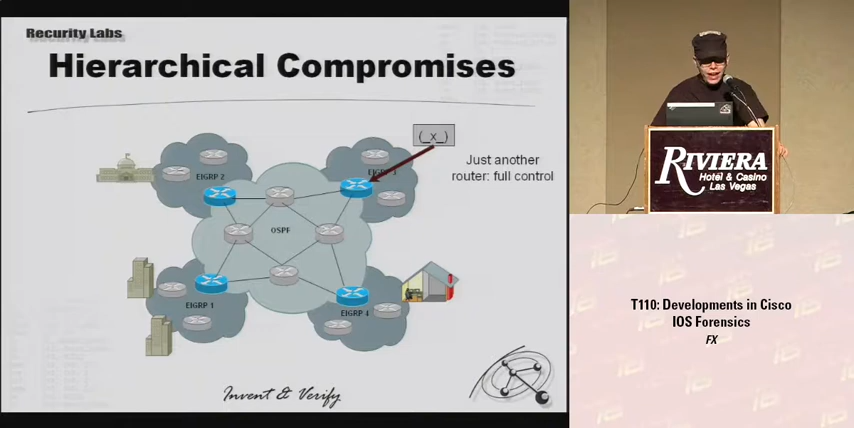 Recurity Labs
Hierarchical Compromises
(_x_)
Just another
router: full control
EIGRP 2
OSPF
EIGRP 1
EIGRP 4
Invent & Verify
RIVIERA
Hotel & Casino
Las Vegas
T110: Developments in Cisco
IOS Forensics
FX